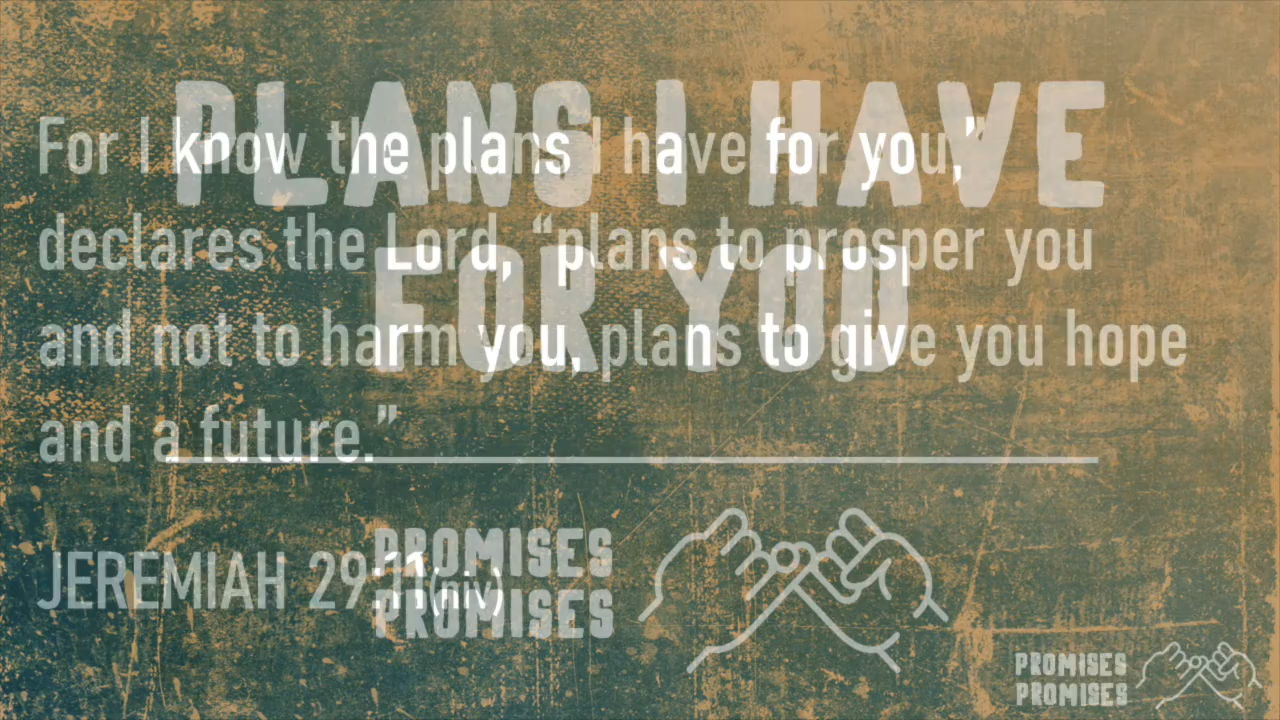 PLANS I HAVE
FOR YOU
For I know the plans I have for you,”
declares the Lord, “plans to prosper you
and not to harm you, plans to give you hope
and a future.”
JEREMIAH 29:11(niv)
PROMISES
PROMISES
PROMISES
PROMISES